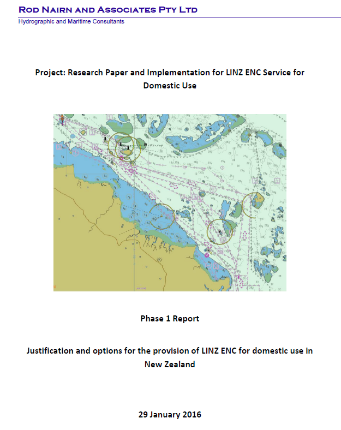 ROD NAIRN AND ASSOCIATES PTY LTD
Hydrographic and Maritime Consultants
Project: Research Paper and Implementation for LINZ ENC Service for
Domestic Use
Phase 1 Report
Justification and options for the provision of LINZ ENC for domestic use in
New Zealand
29 January 2016